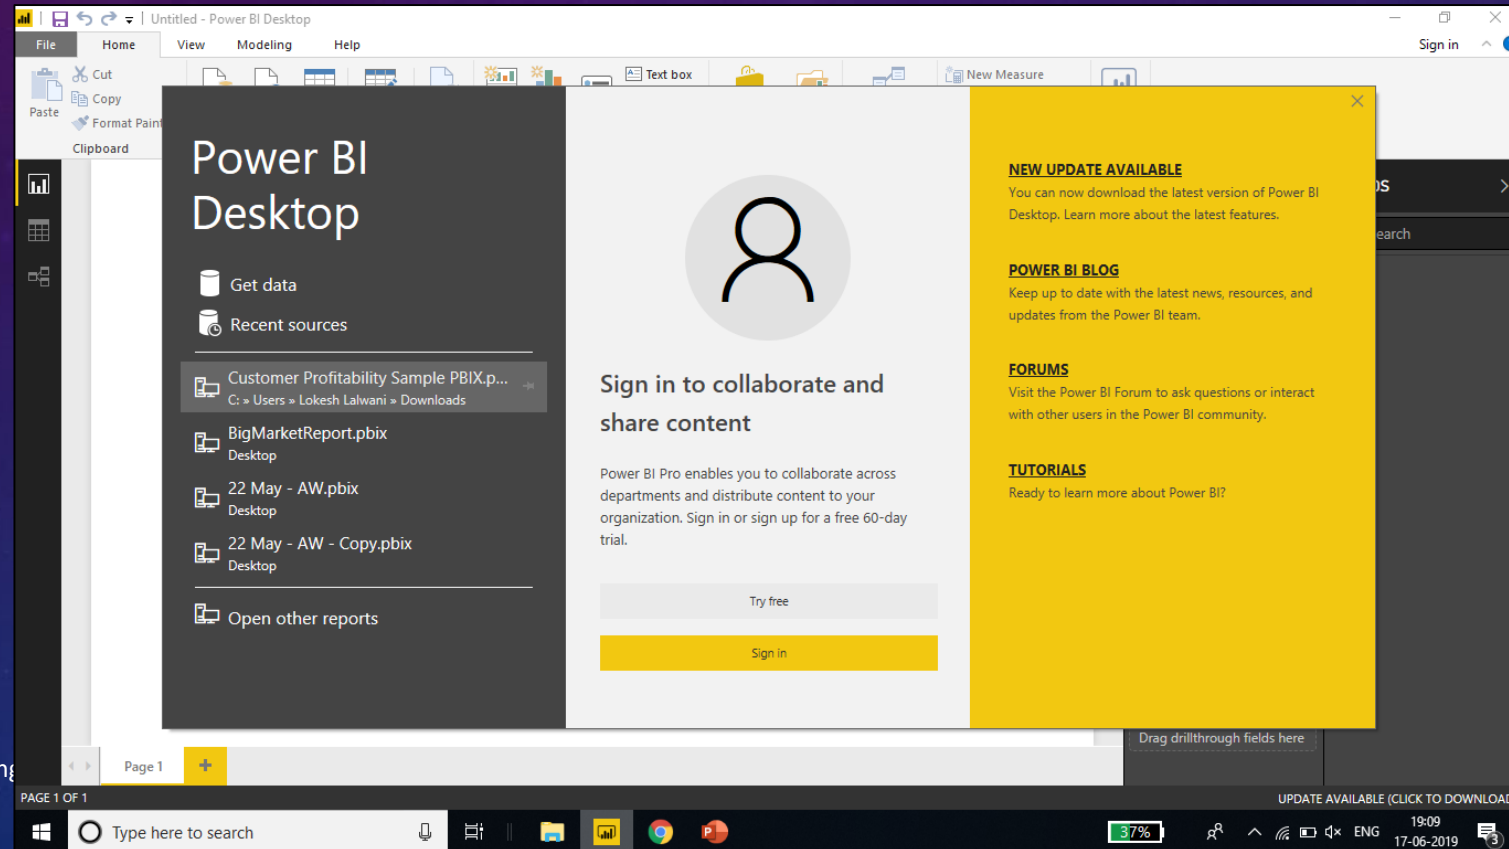 Untitled - Power BI Desktop
File Home View Modeling Help Sign in
Paste
Cut
Copy
Format Paint
Clipboard
Text box
New Measure
Power BI
Desktop
Get data
Recent sources
Customer Profitability Sample PBIX.p...
C: » Users » Lokesh Lalwani » Downloads
BigMarketReport.pbix
Desktop
22 May - AW.pbix
Desktop
22 May - AW - Copy.pbix
Desktop
Open other reports
Sign in to collaborate and
share content
Power BI Pro enables you to collaborate across
departments and distribute content to your
organization. Sign in or sign up for a free 60-day
trial.
Try free
Sign in
NEW UPDATE AVAILABLE
You can now download the latest version of Power BI
Desktop. Learn more about the latest features.
POWER BI BLOG
Keep up to date with the latest news, resources, and
updates from the Power BI team.
FORUMS
Visit the Power BI Forum to ask questions or interact
with other users in the Power BI community.
TUTORIALS
Ready to learn more about Power BI?
earch
Drag drillthrough fields here
Page 1
PAGE 1 OF 1
UPDATE AVAILABLE (CLICK TO DOWNLOAD
Type here to search
37%
ENG
19:09
17-06-2019
3